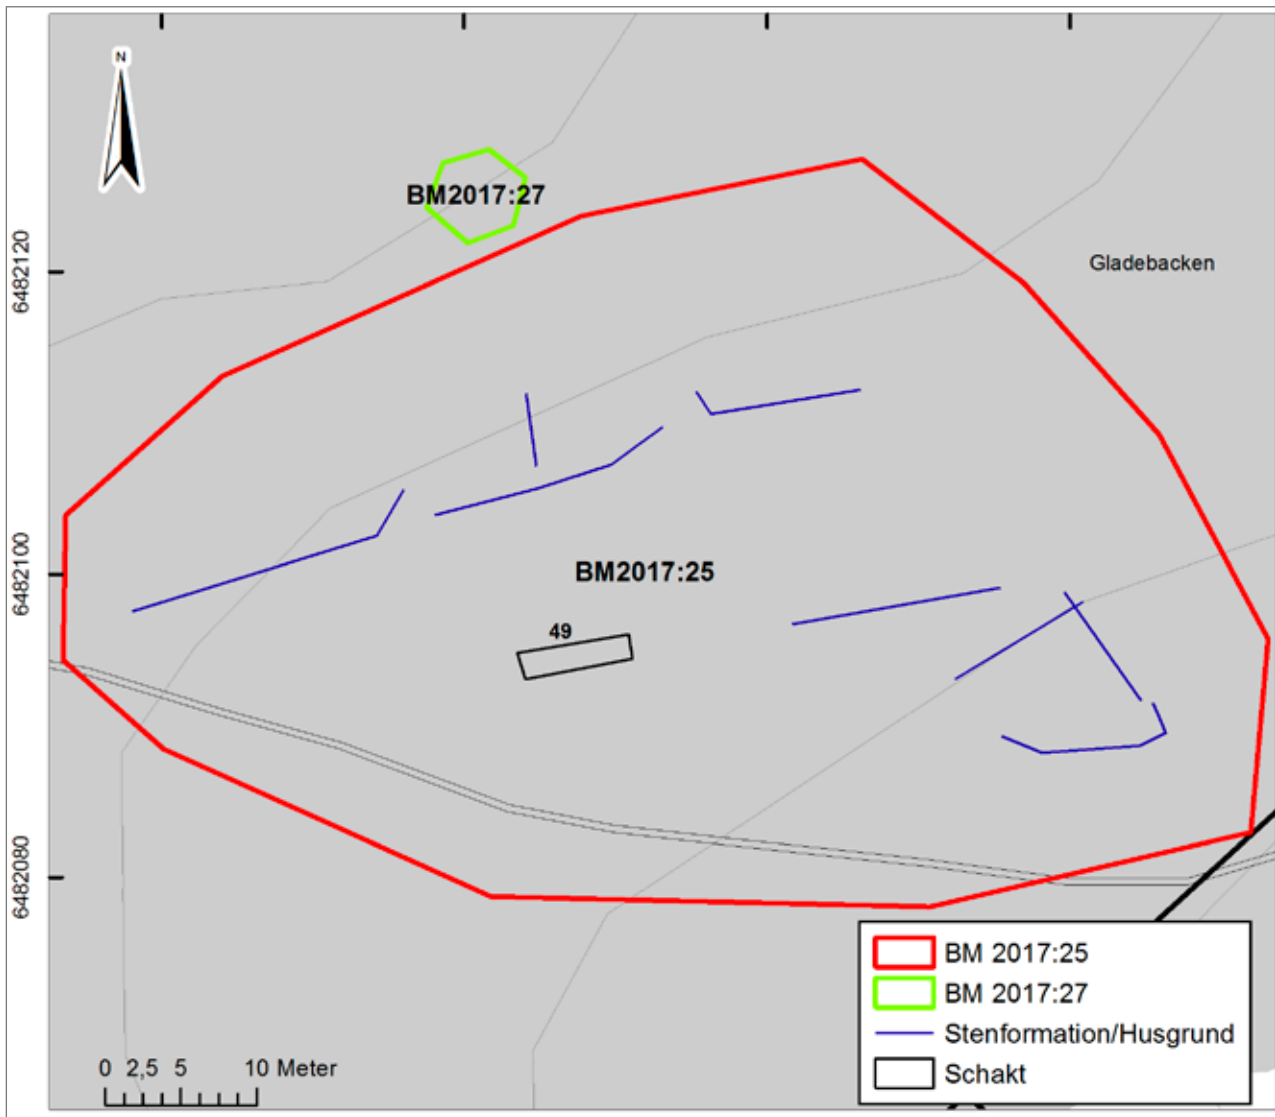 N
BM2017:27
6482120
Gladebacken
BM2017:25
6482100
49
6482080
BM 2017:25
BM 2017:27
Stenformation/Husgrund
Schakt
0 2,5 5 10 Meter